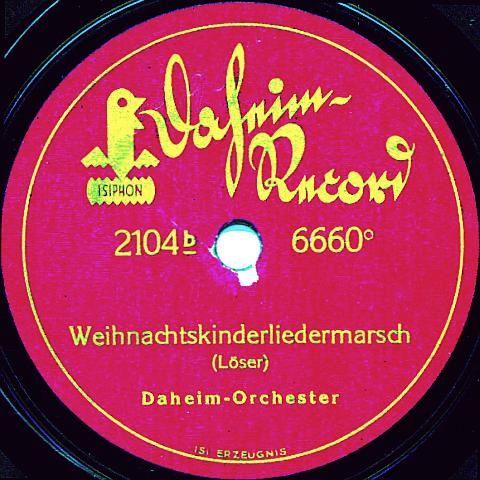 Daheim-
Record
ISIPHON
2104b 6660°
Weihnachtskinderliedermarsch
(Löser)
Daheim-Orchester
ISI ERZEUGNIS